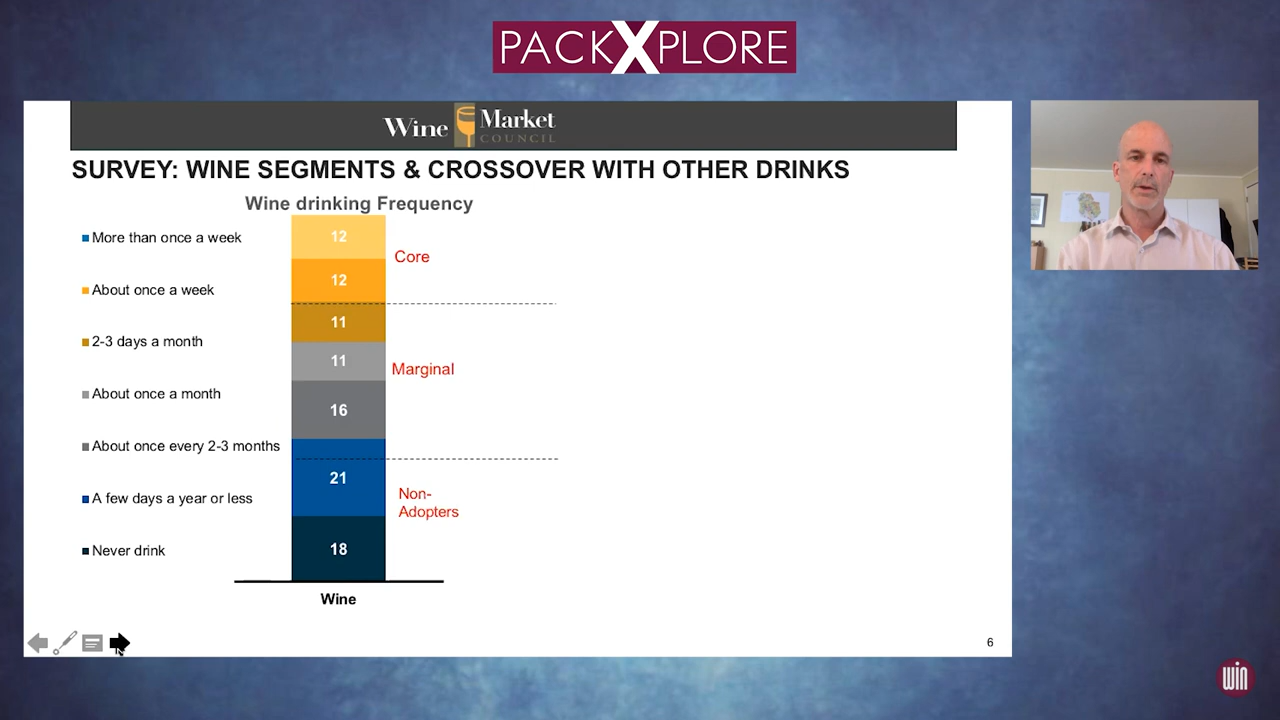 PACKXPLORE
Wine Market
COUNCIL
SURVEY: WINE SEGMENTS & CROSSOVER WITH OTHER DRINKS
Wine drinking Frequency
More than once a week
About once a week
2-3 days a month
About once a month
About once every 2-3 months
A few days a year or less
Never drink
12
12
11
11
16
21
18
Core
Marginal
Non-
Adopters
Wine
6
win